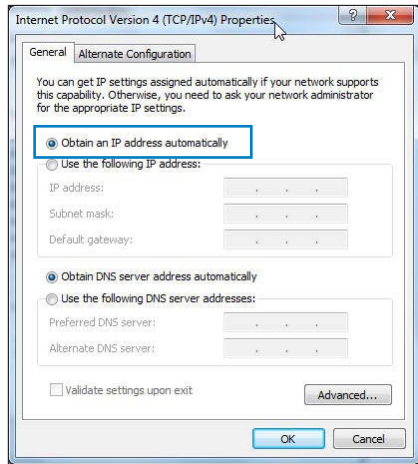 Internet Protocol Version 4 (TCP/IPv4) Properties
General
Alternate Configuration
You can get IP settings assigned automatically if your network supports
this capability. Otherwise, you need to ask your network administrator
for the appropriate IP settings.
Obtain an IP address automatically
Use the following IP address:
IP address:
Subnet mask:
Default gateway:
Obtain DNS server address automatically
Use the following DNS server addresses:
Preferred DNS server:
Alternate DNS server:
Validate settings upon exit
Advanced...
OK
Cancel